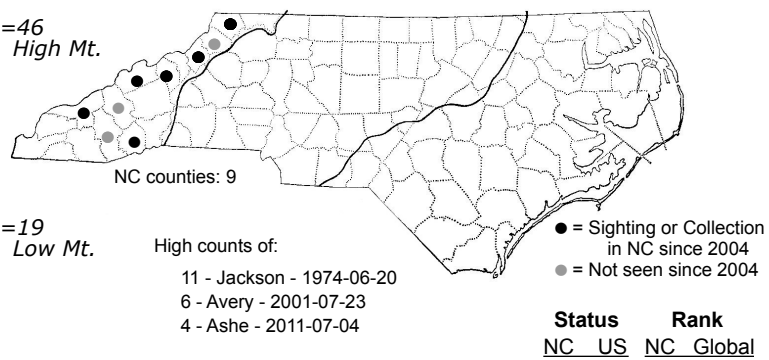 =46
High Mt.
NC counties: 9
=19
Low Mt.
High counts of:
11 - Jackson - 1974-06-20
6 - Avery - 2001-07-23
4 - Ashe - 2011-07-04
● = Sighting or Collection
in NC since 2004
● = Not seen since 2004
Status Rank
NC US NC Global